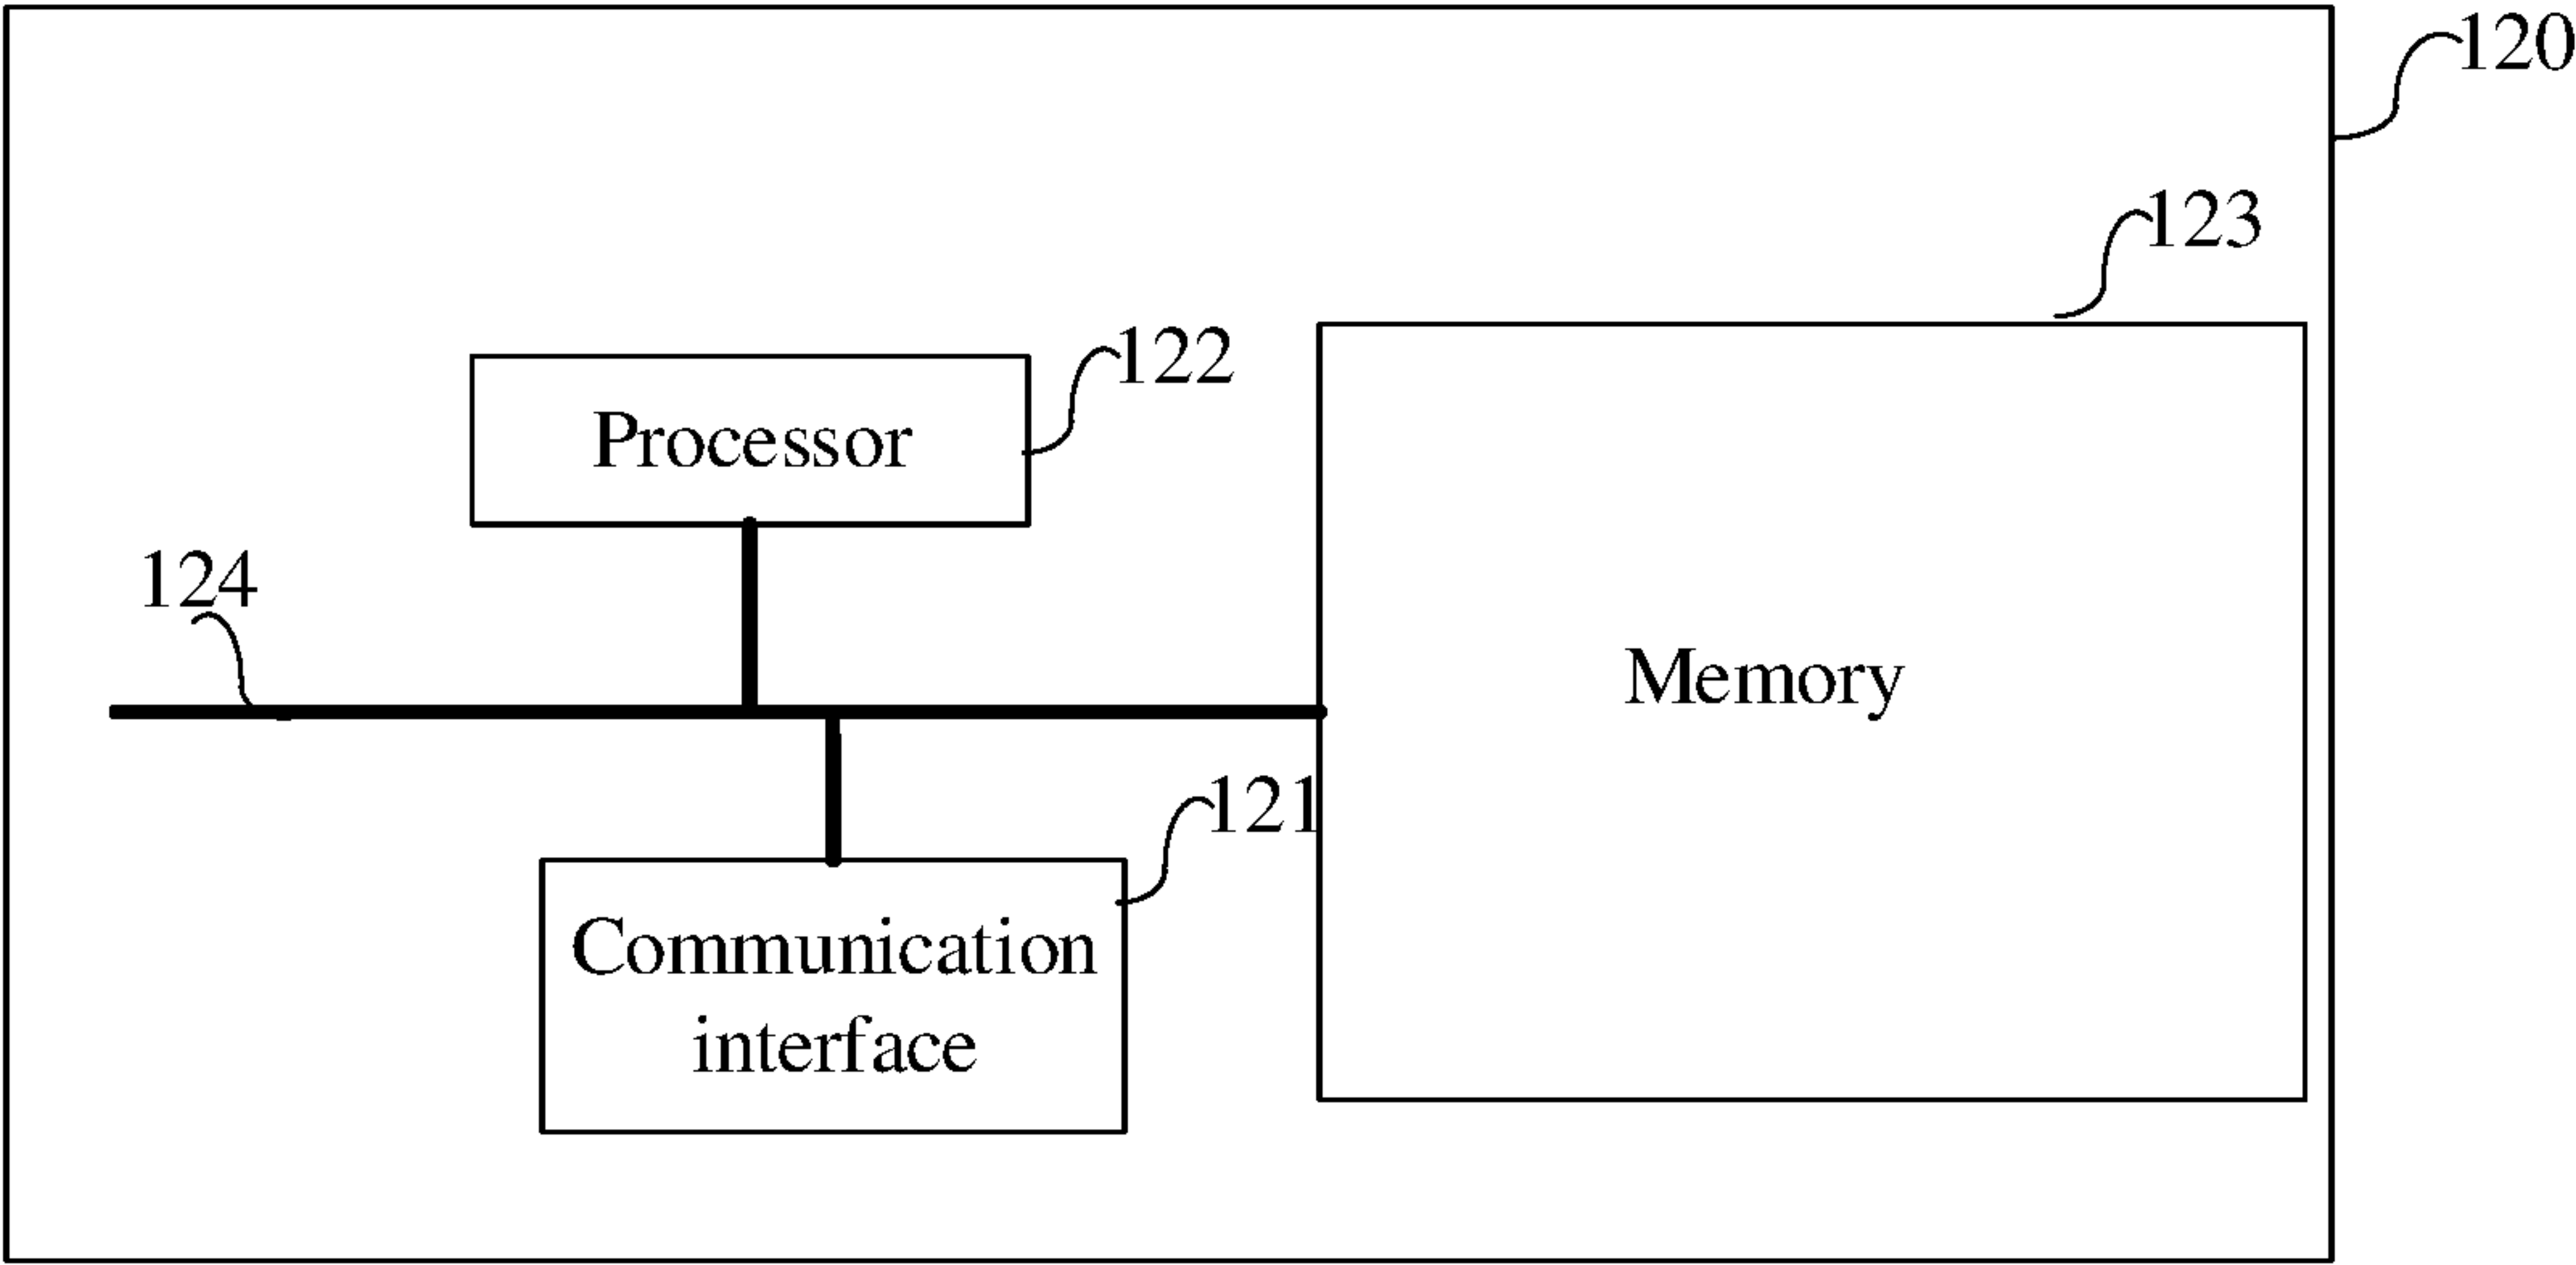 120
123
122
Processor
124
Memory
121
Communication
interface